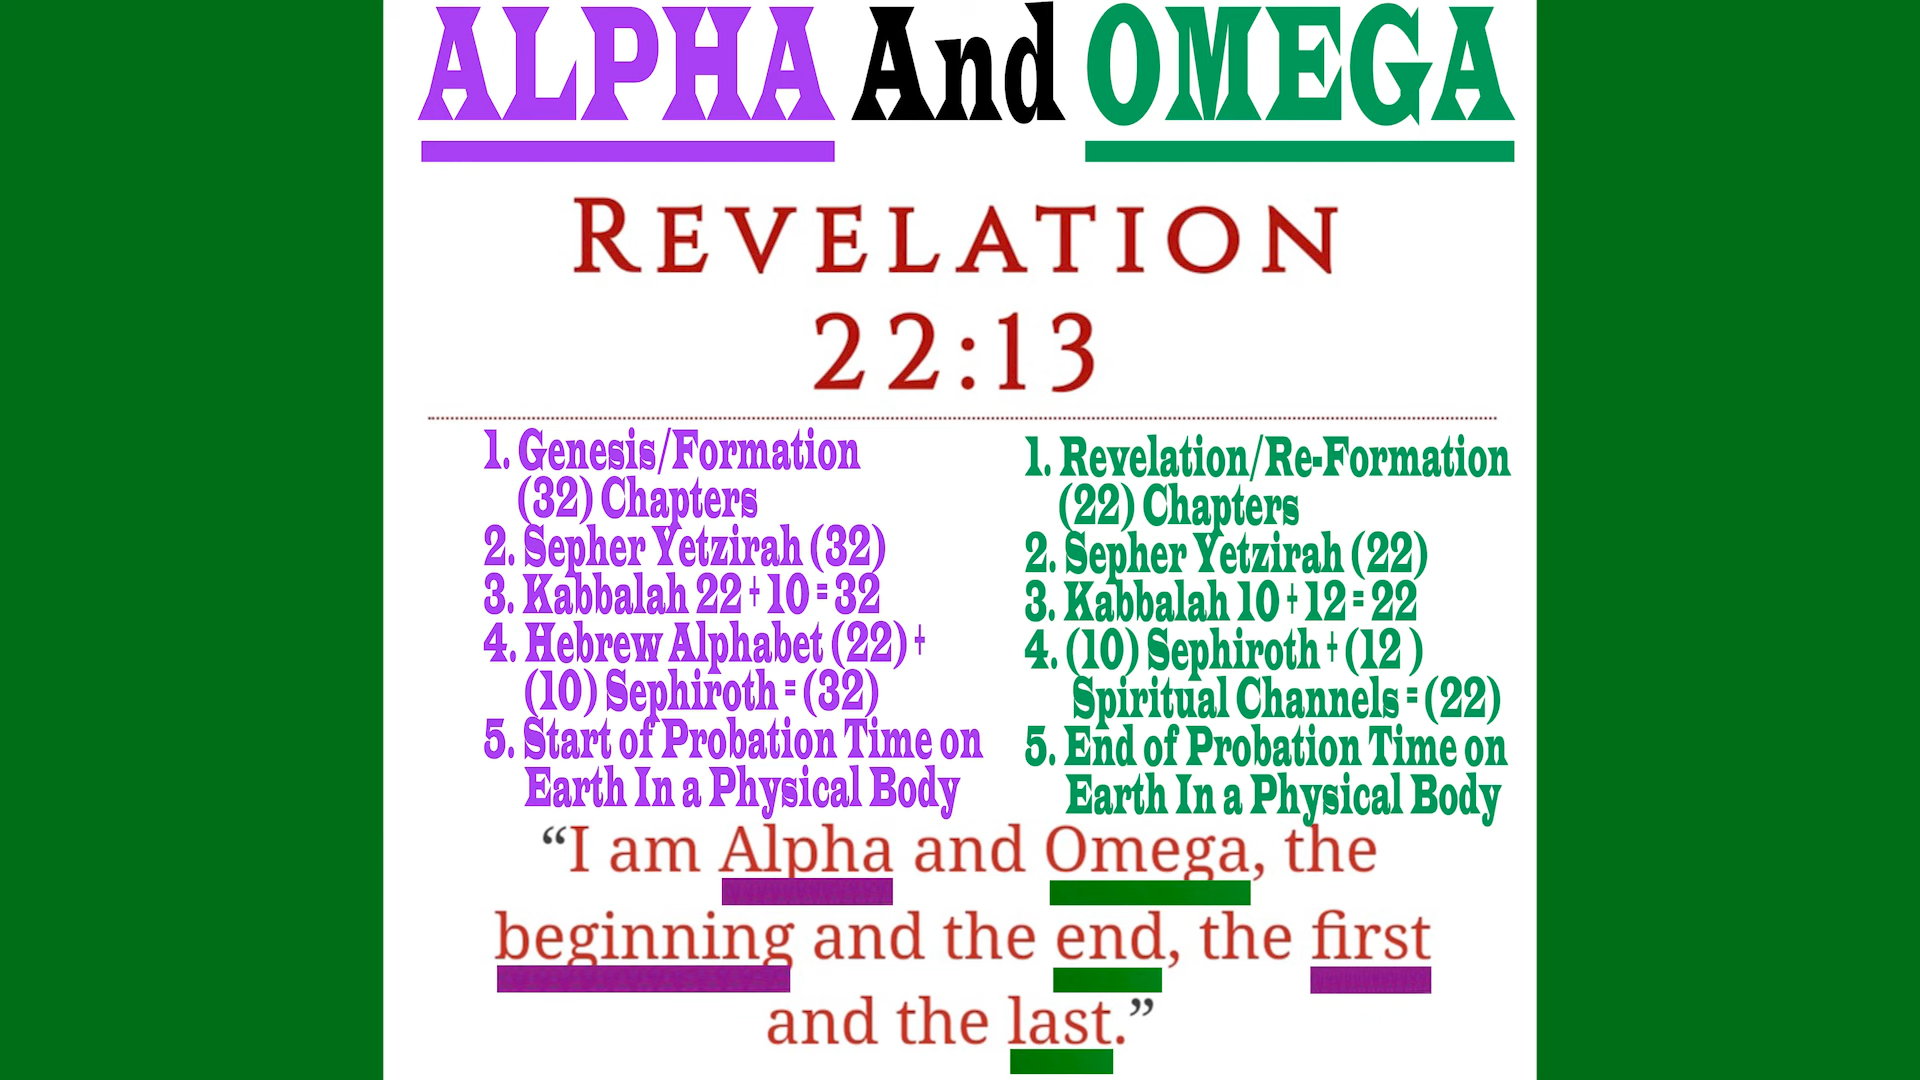 ALPHA And OMEGA
REVELATION
22:13
1. Genesis/Formation
(32) Chapters
2. Sepher Yetzirah (32)
3. Kabbalah 22 + 10 = 32
4. Hebrew Alphabet (22) +
(10) Sephiroth = (32)
5. Start of Probation Time on
Earth In a Physical Body
1. Revelation/Re-Formation
(22) Chapters
2. Sepher Yetzirah (22)
3. Kabbalah 10 + 12 = 22
4. (10) Sephiroth + (12 )
Spiritual Channels = (22)
5. End of Probation Time on
Earth In a Physical Body
“I am Alpha and Omega, the
beginning and the end, the first
and the last.”